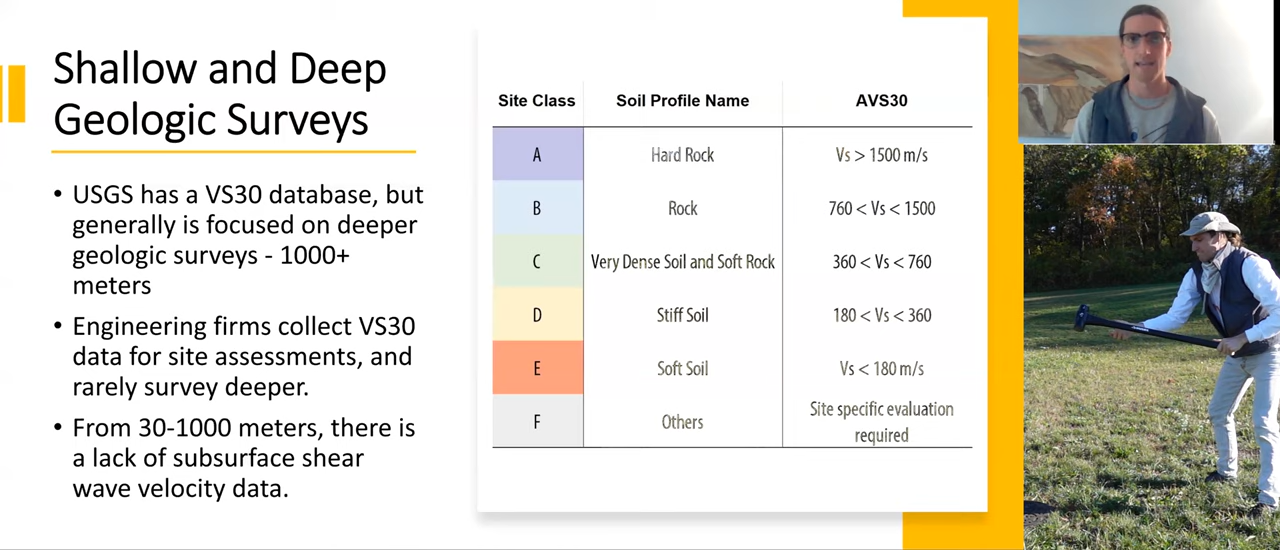 Shallow and Deep
Geologic Surveys
• USGS has a VS30 database, but
generally is focused on deeper
geologic surveys - 1000+
meters
• Engineering firms collect VS30
data for site assessments, and
rarely survey deeper.
• From 30-1000 meters, there is
a lack of subsurface shear
wave velocity data.
Site Class Soil Profile Name AVS30
A Hard Rock Vs > 1500 m/s
B Rock 760 < Vs < 1500
C Very Dense Soil and Soft Rock 360 < Vs < 760
D Stiff Soil 180 < Vs < 360
E Soft Soil Vs < 180 m/s
F Others Site specific evaluation
required